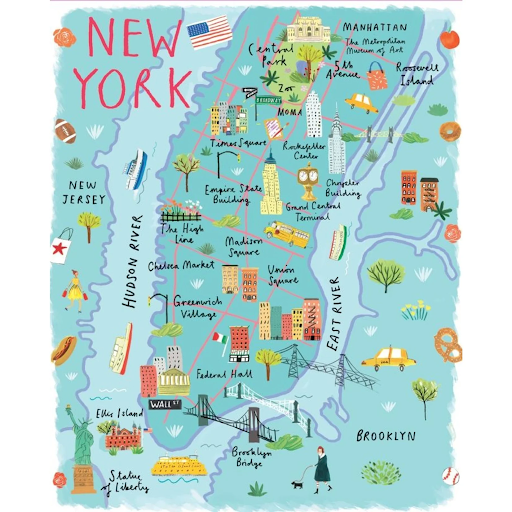 NEW
YORK
MANHATTAN
The Metropolitan
Museum of Art
Central
Park
5th
Avenue
Roosevelt
Island
Zoo
BROADWAY
MOMA
Times Square
Rockefeller
Center
NEW
JERSEY
Empire State
Building
Chrysler
Building
Grand Central
Terminal
The High
Line
Madison
Square
HUDSON RIVER
Chelsea Market
Union
Square
EAST RIVER
Greenwich
Village
Federal Hall
WALL ST
Ellis Island
BROOKLYN
Brooklyn
Bridge
Statue
of Liberty